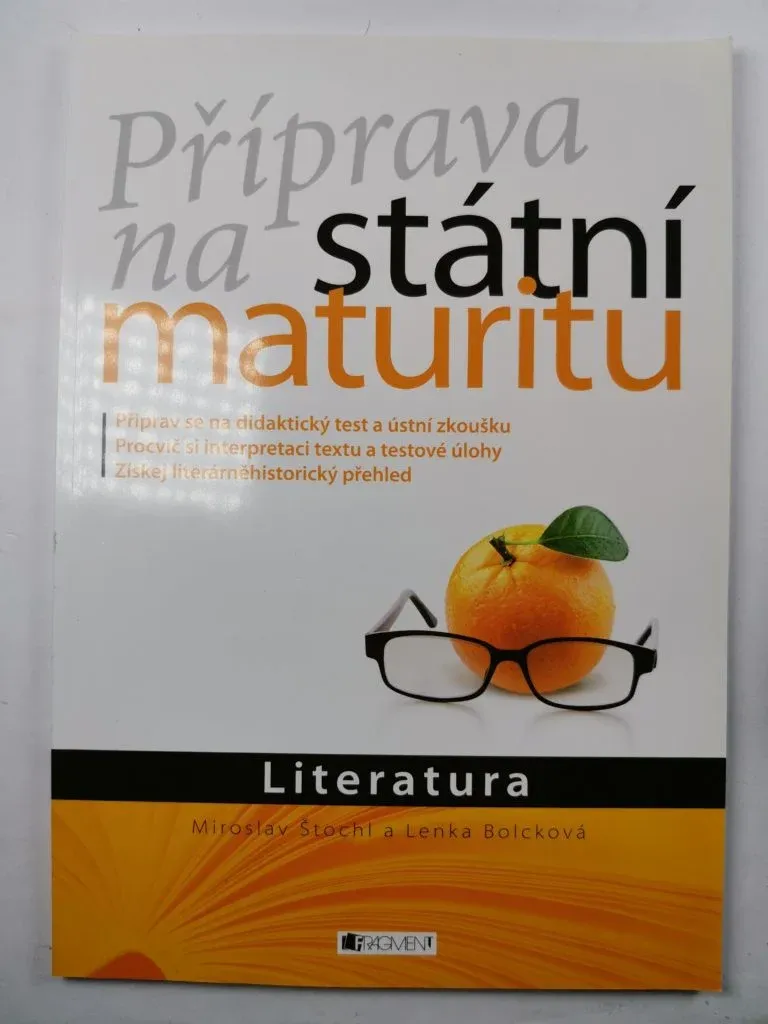 Příprava
na státní
maturitu
Připrav se na didaktický test a ústní zkoušku
Procvič si interpretaci textu a testové úlohy
Získej literárněhistorický přehled
Literatura
Miroslav Štochl a Lenka Bolcková
FRAGMENT